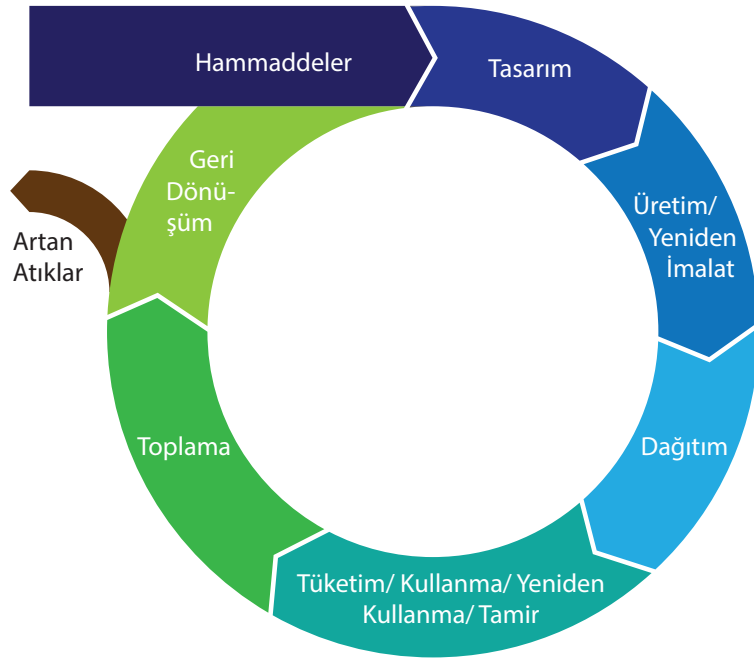 Hammaddeler
Tasarım
Üretim/
Yeniden
İmalat
Dağıtım
Tüketim/ Kullanma/ Yeniden
Kullanma/ Tamir
Toplama
Geri
Dönü-
şüm
Artan
Atıklar